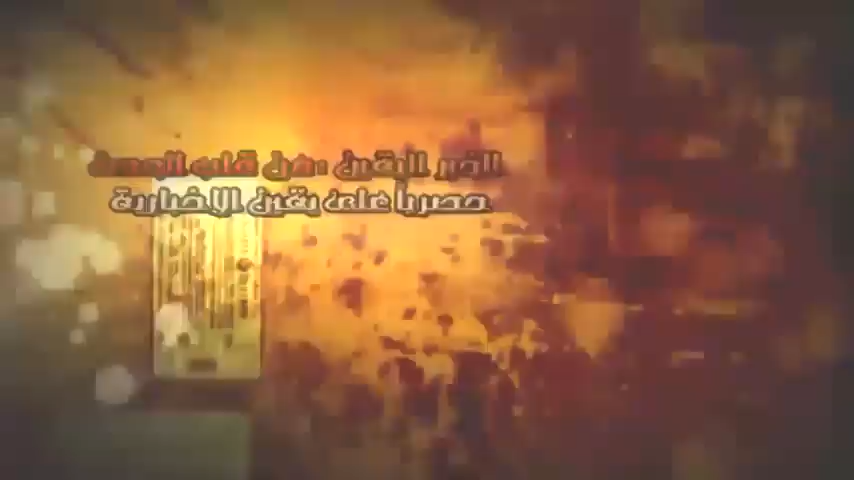 الخبر اليقين من قلب الحدث
حصرياً على يقين الإخبارية